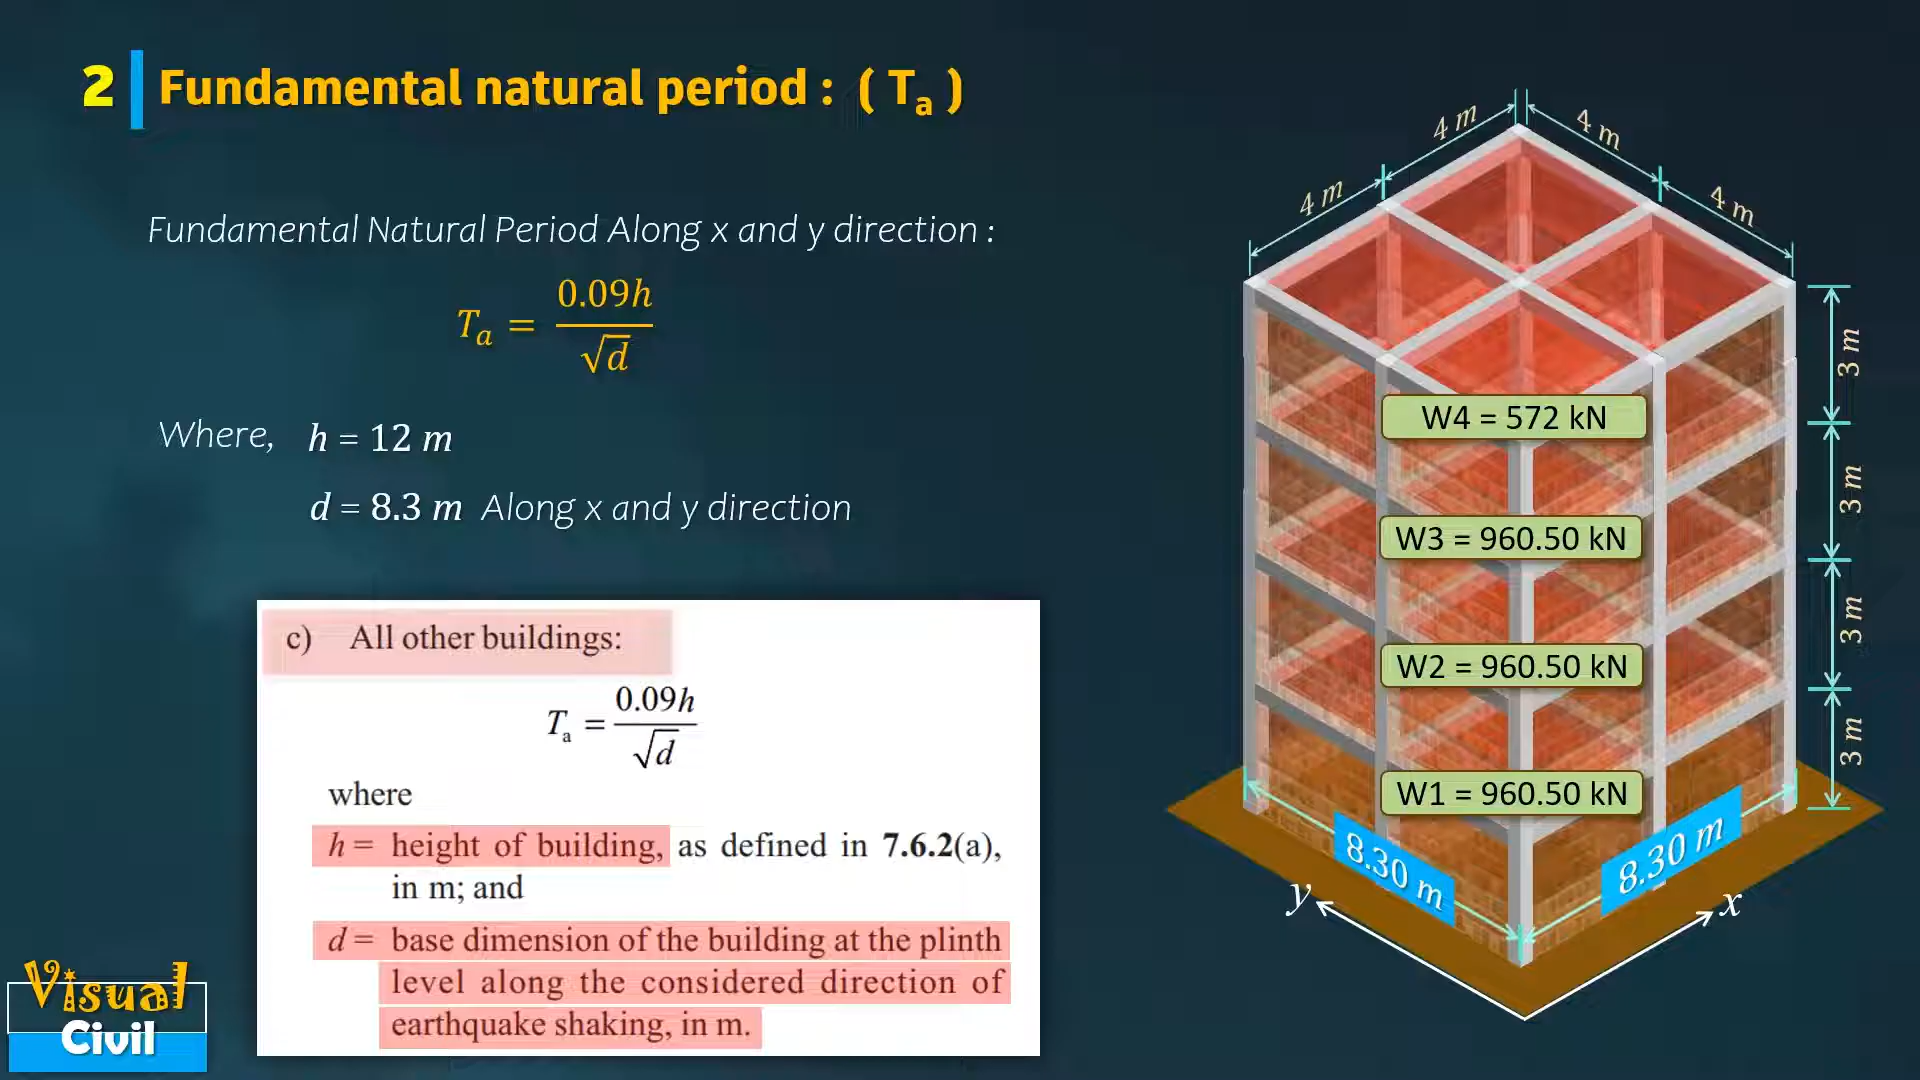 2 Fundamental natural period : ( Ta )
Fundamental Natural Period Along x and y direction :
Ta = 0.09h / √d
Where, h = 12 m
d = 8.3 m Along x and y direction
c) All other buildings:
Ta = 0.09h / √d
where
h = height of building, as defined in 7.6.2(a),
in m; and
d = base dimension of the building at the plinth
level along the considered direction of
earthquake shaking, in m.
Visual
Civil
4 m
4 m
4 m
4 m
3 m
3 m
3 m
3 m
W4 = 572 kN
W3 = 960.50 kN
W2 = 960.50 kN
W1 = 960.50 kN
8.30 m
8.30 m
y
x